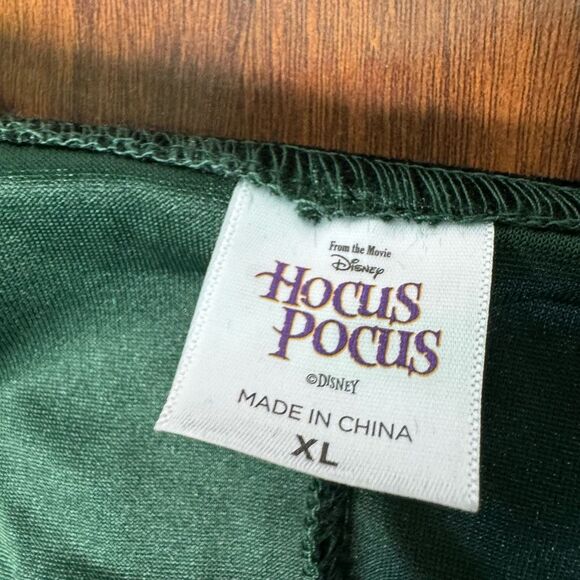 From the Movie
Disney
HOCUS
POCUS
©DISNEY
MADE IN CHINA
XL